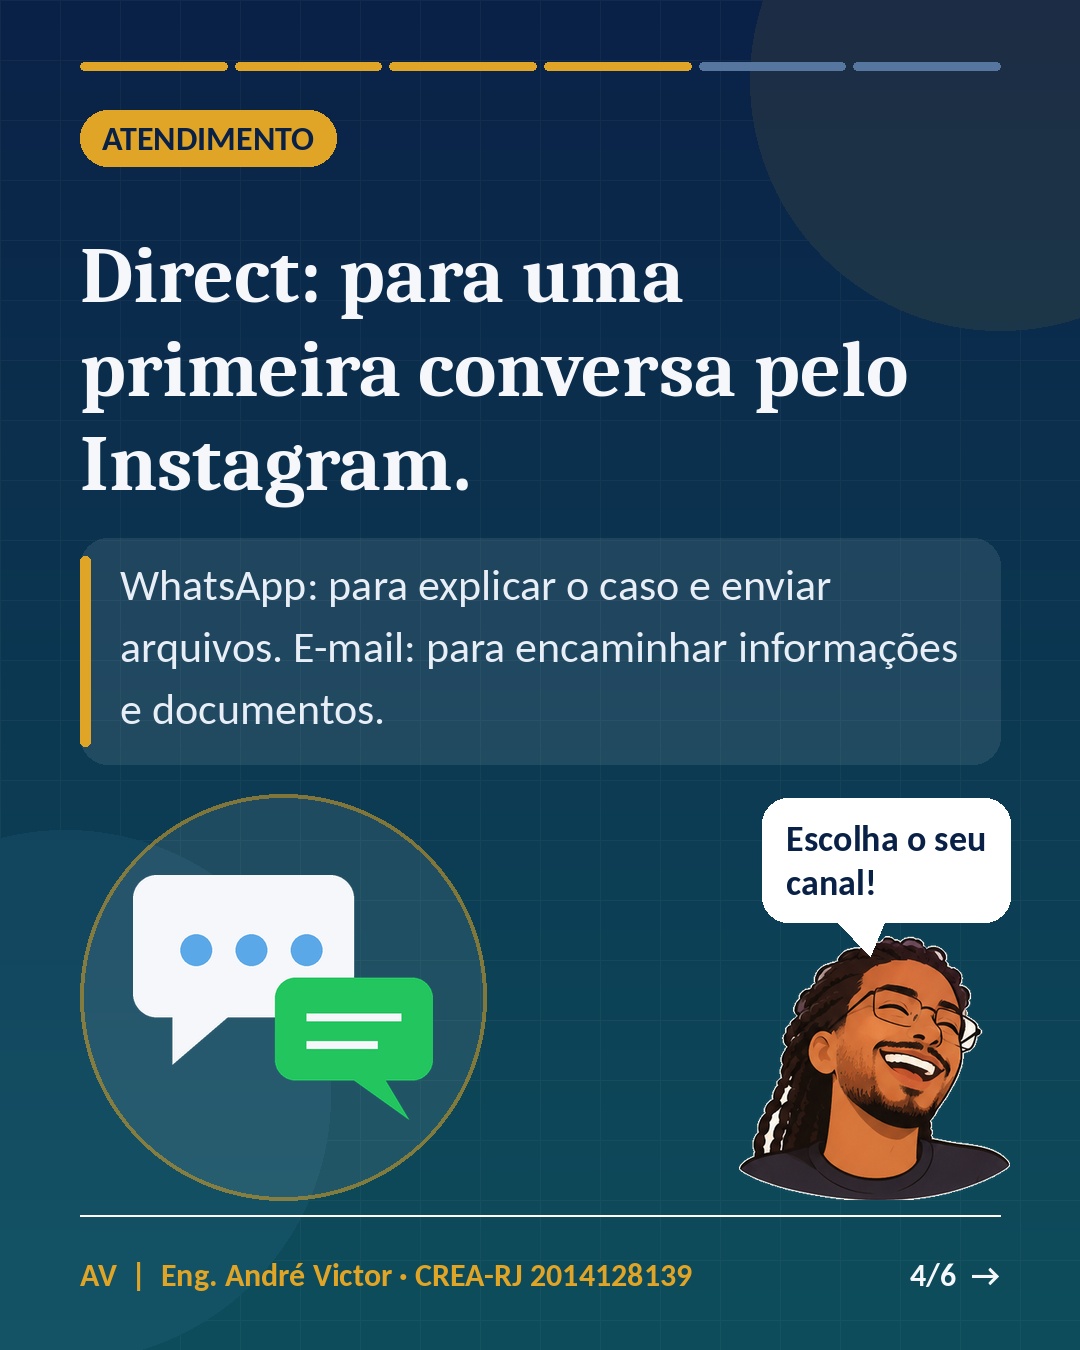 ATENDIMENTO
Direct: para uma
primeira conversa pelo
Instagram.
WhatsApp: para explicar o caso e enviar
arquivos. E-mail: para encaminhar informações
e documentos.
Escolha o seu
canal!
AV | Eng. André Victor · CREA-RJ 2014128139
4/6 →